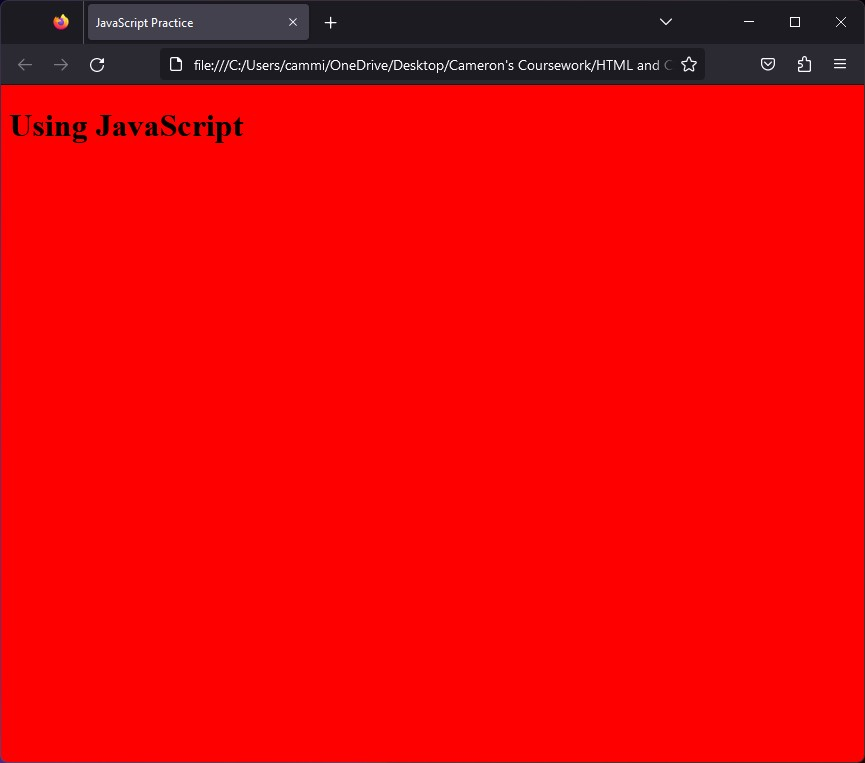 JavaScript Practice
file:///C:/Users/cammi/OneDrive/Desktop/Cameron's Coursework/HTML and C
Using JavaScript